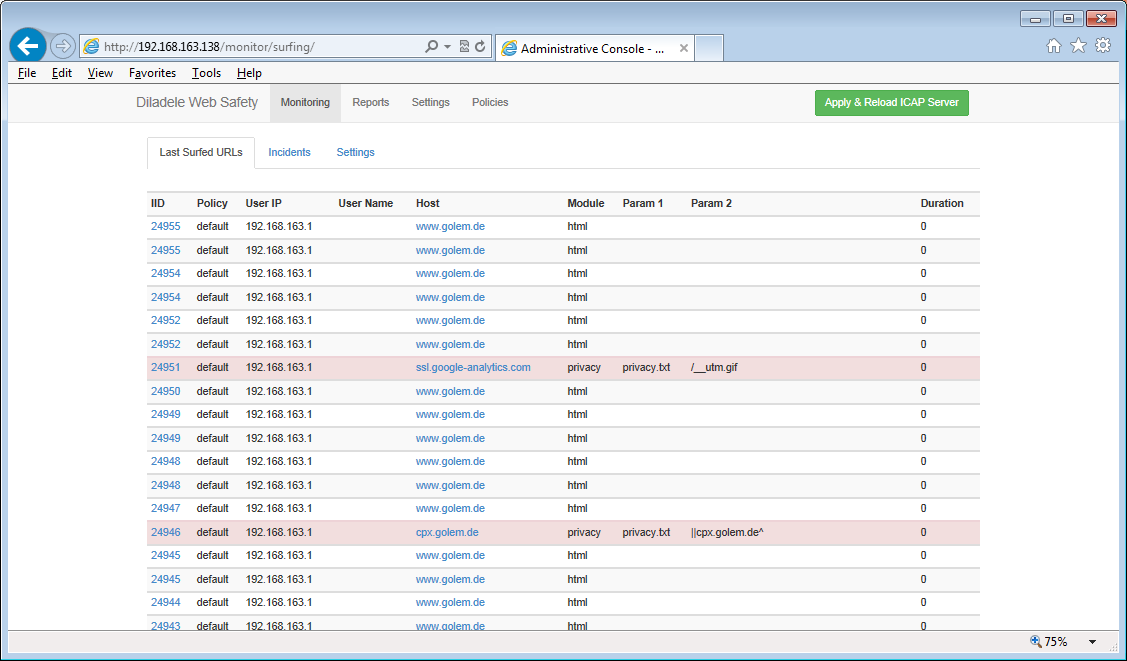 http://192.168.163.138/monitor/surfing/ Administrative Console - ...
File Edit View Favorites Tools Help
Diladele Web Safety Monitoring Reports Settings Policies Apply & Reload ICAP Server
Last Surfed URLs Incidents Settings
IID Policy User IP User Name Host Module Param 1 Param 2 Duration
24955 default 192.168.163.1 www.golem.de html 0
24955 default 192.168.163.1 www.golem.de html 0
24954 default 192.168.163.1 www.golem.de html 0
24954 default 192.168.163.1 www.golem.de html 0
24952 default 192.168.163.1 www.golem.de html 0
24952 default 192.168.163.1 www.golem.de html 0
24951 default 192.168.163.1 ssl.google-analytics.com privacy privacy.txt /__utm.gif 0
24950 default 192.168.163.1 www.golem.de html 0
24949 default 192.168.163.1 www.golem.de html 0
24949 default 192.168.163.1 www.golem.de html 0
24948 default 192.168.163.1 www.golem.de html 0
24948 default 192.168.163.1 www.golem.de html 0
24947 default 192.168.163.1 www.golem.de html 0
24946 default 192.168.163.1 cpx.golem.de privacy privacy.txt ||cpx.golem.de^ 0
24945 default 192.168.163.1 www.golem.de html 0
24945 default 192.168.163.1 www.golem.de html 0
24944 default 192.168.163.1 www.golem.de html 0
24943 default 192.168.163.1 www.golem.de html 0
75%